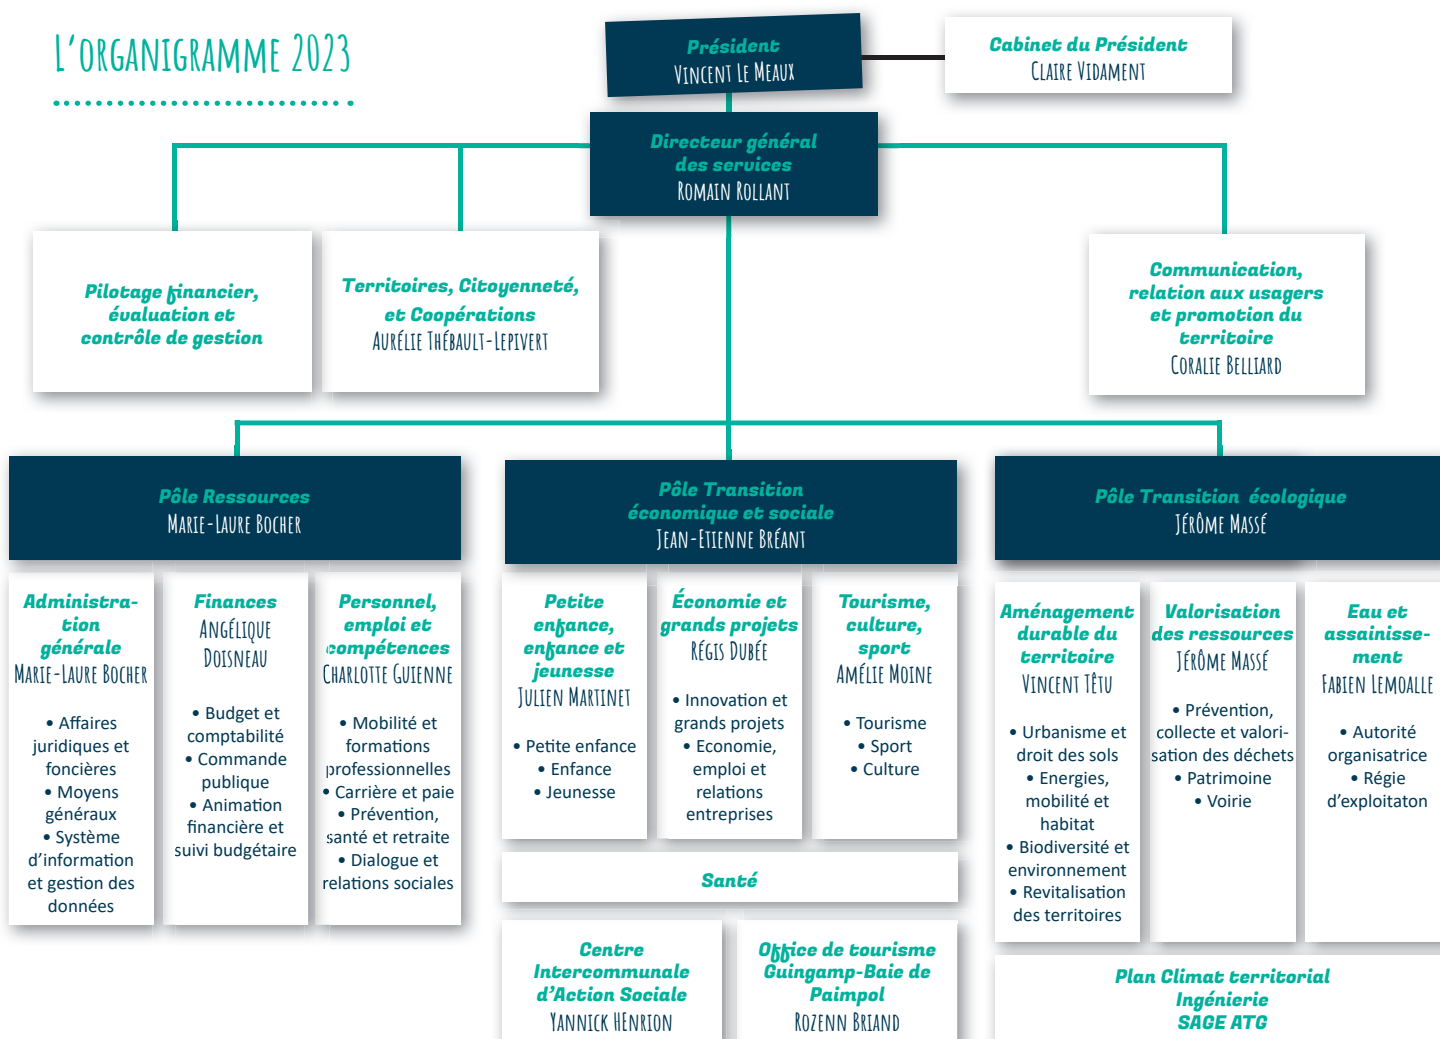 L'ORGANIGRAMME 2023
Président
VINCENT LE MEAUX
Cabinet du Président
CLAIRE VIDAMENT
Directeur général
des services
ROMAIN ROLLANT
Pilotage financier,
évaluation et
contrôle de gestion
Territoires, Citoyenneté,
et Coopérations
AURÉLIE THÉBAULT-LEPIVERT
Communication,
relation aux usagers
et promotion du
territoire
CORALIE BELLIARD
Pôle Ressources
MARIE-LAURE BOCHER
Administra-
tion
générale
MARIE-LAURE BOCHER
• Affaires
juridiques et
foncières
• Moyens
généraux
• Système
d'information
et gestion des
données
Finances
ANGÉLIQUE
DOISNEAU
• Budget et
comptabilité
• Commande
publique
• Animation
financière et
suivi budgétaire
Personnel,
emploi et
compétences
CHARLOTTE GUIENNE
• Mobilité et
formations
professionnelles
• Carrière et paie
• Prévention,
santé et retraite
• Dialogue et
relations sociales
Pôle Transition
économique et sociale
JEAN-ETIENNE BRÉANT
Petite
enfance,
enfance et
jeunesse
JULIEN MARTINET
• Petite enfance
• Enfance
• Jeunesse
Économie et
grands projets
RÉGIS DUBÉE
• Innovation et
grands projets
• Economie,
emploi et
relations
entreprises
Tourisme,
culture,
sport
AMÉLIE MOINE
• Tourisme
• Sport
• Culture
Santé
Centre
Intercommunale
d'Action Sociale
YANNICK HENRION
Office de tourisme
Guingamp-Baie de
Paimpol
ROZENN BRIAND
Pôle Transition écologique
JÉRÔME MASSÉ
Aménagement
durable du
territoire
VINCENT TÊTU
• Urbanisme et
droit des sols
• Energies,
mobilité et
habitat
• Biodiversité et
environnement
• Revitalisation
des territoires
Valorisation
des ressources
JÉRÔME MASSÉ
• Prévention,
collecte et valori-
sation des déchets
• Patrimoine
• Voirie
Eau et
assainisse-
ment
FABIEN LEMOALLE
• Autorité
organisatrice
• Régie
d'exploitaton
Plan Climat territorial
Ingénierie
SAGE ATG